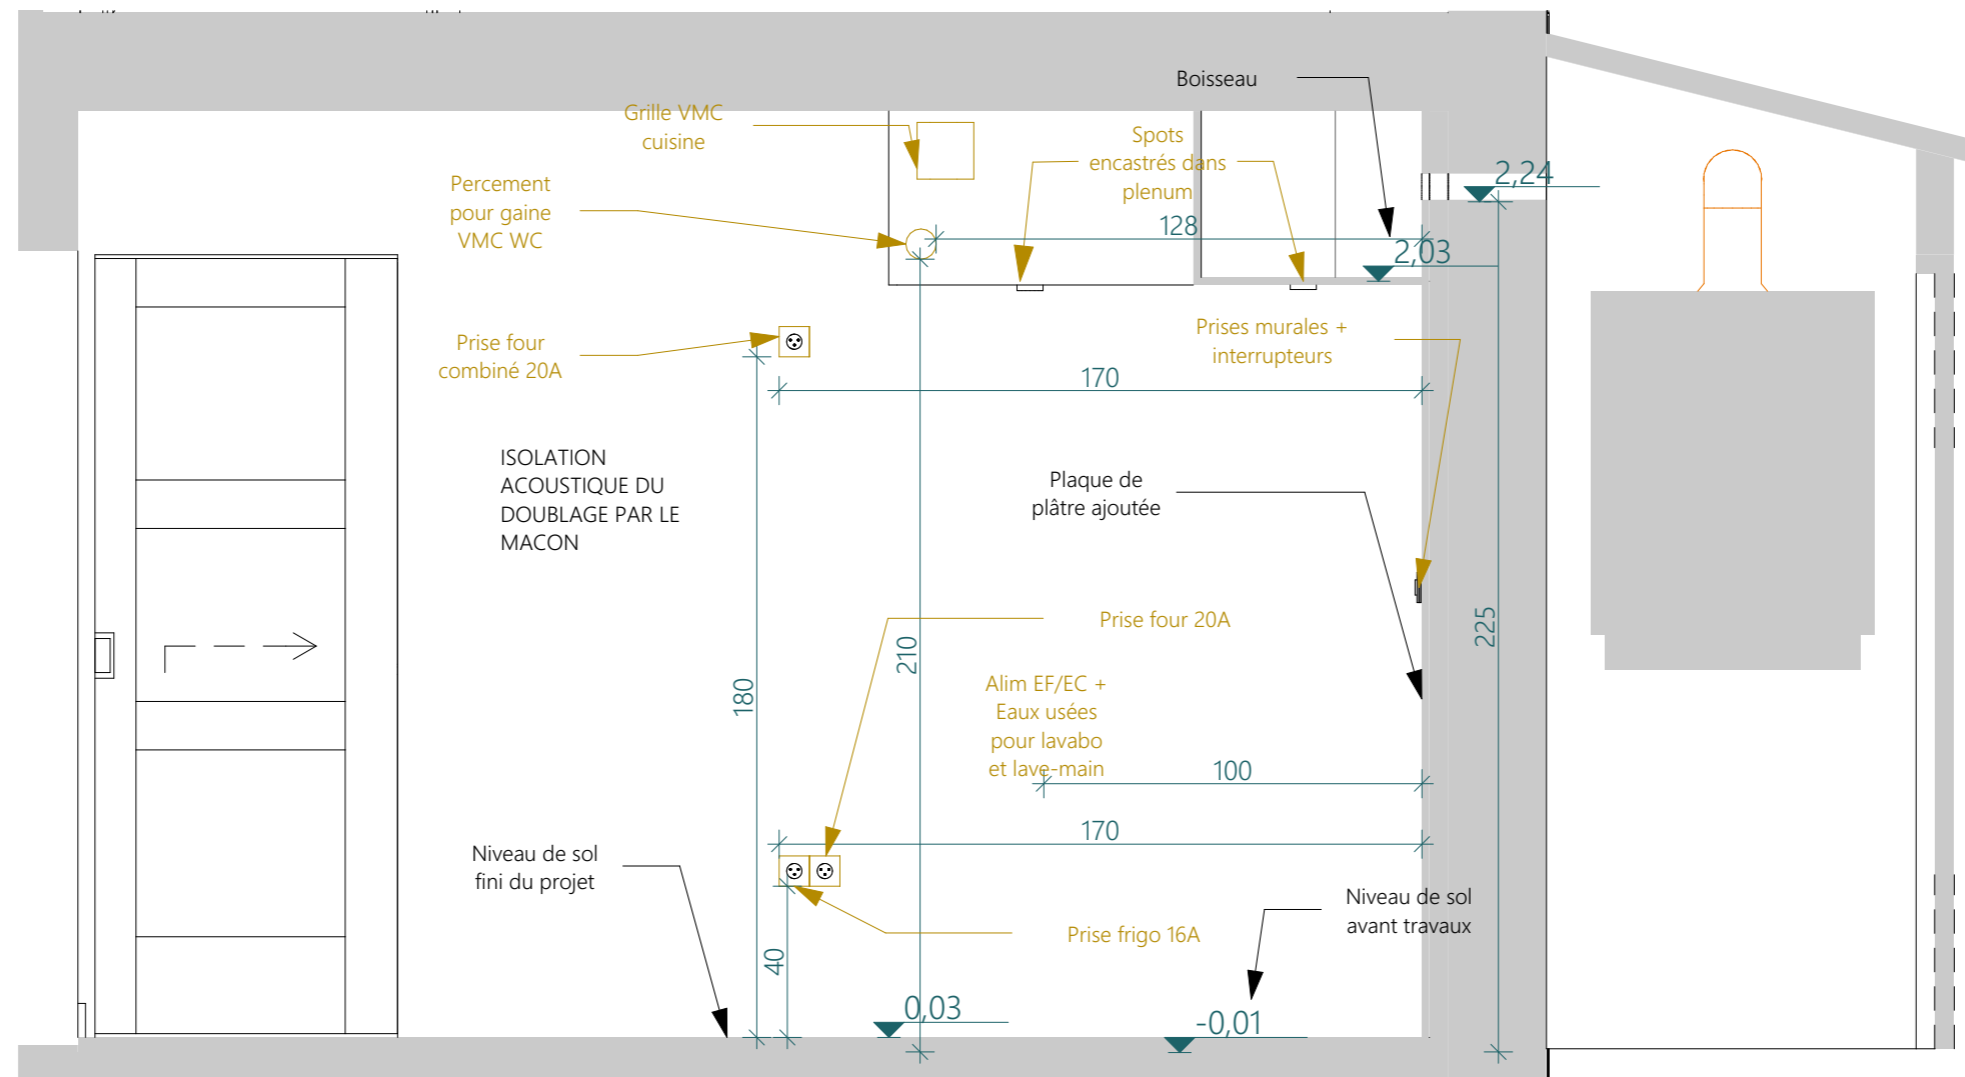 Boisseau
Grille VMC
cuisine
Spots
encastrés dans
plenum
2,24
Percement
pour gaine
VMC WC
128
2,03
Prise four
combiné 20A
Prises murales +
interrupteurs
170
ISOLATION
ACOUSTIQUE DU
DOUBLAGE PAR LE
MACON
Plaque de
plâtre ajoutée
Prise four 20A
225
210
180
Alim EF/EC +
Eaux usées
pour lavabo
et lave-main
100
170
Niveau de sol
fini du projet
Niveau de sol
avant travaux
Prise frigo 16A
40
0,03
-0,01